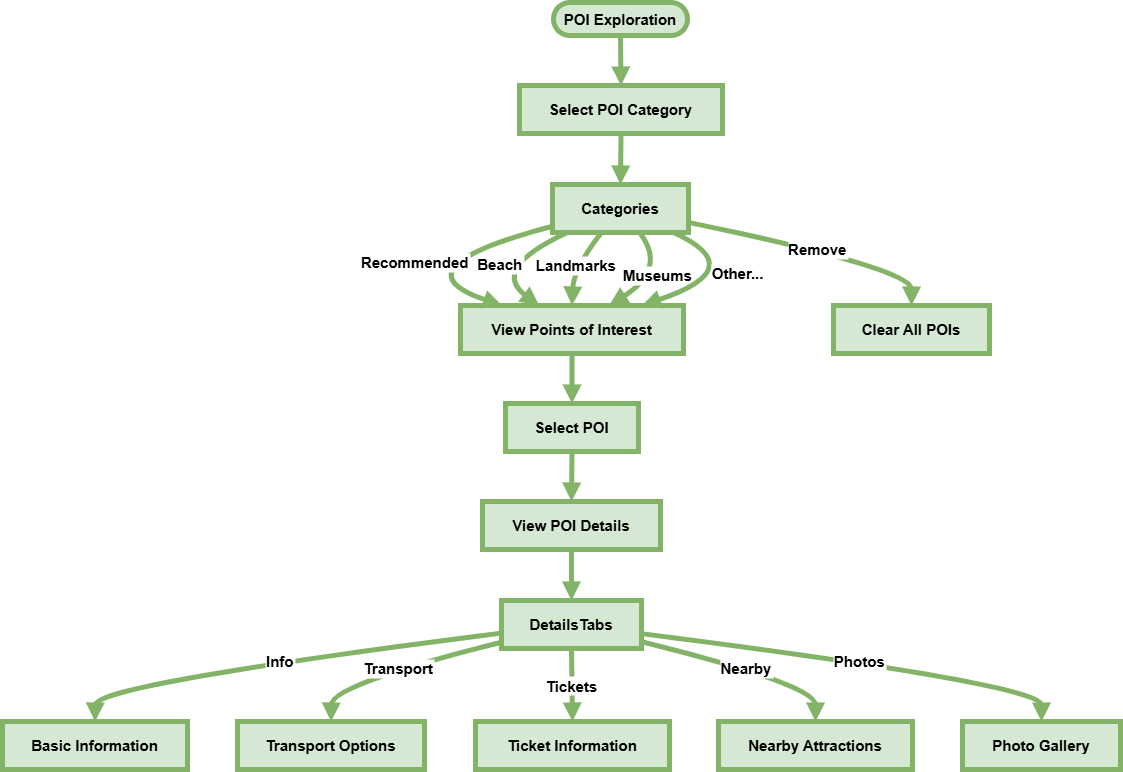 POI Exploration
Select POI Category
Categories
Recommended
Beach
Landmarks
Museums
Other...
Remove
View Points of Interest
Clear All POIs
Select POI
View POI Details
DetailsTabs
Info
Transport
Tickets
Nearby
Photos
Basic Information
Transport Options
Ticket Information
Nearby Attractions
Photo Gallery